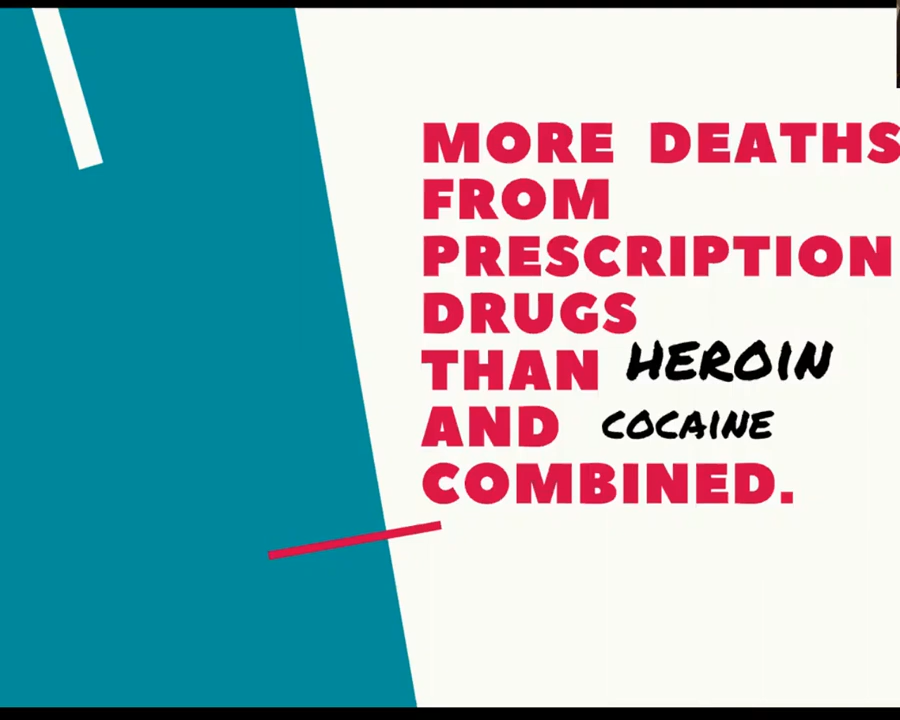 MORE DEATHS
FROM
PRESCRIPTION
DRUGS
THAN HEROIN
AND COCAINE
COMBINED.